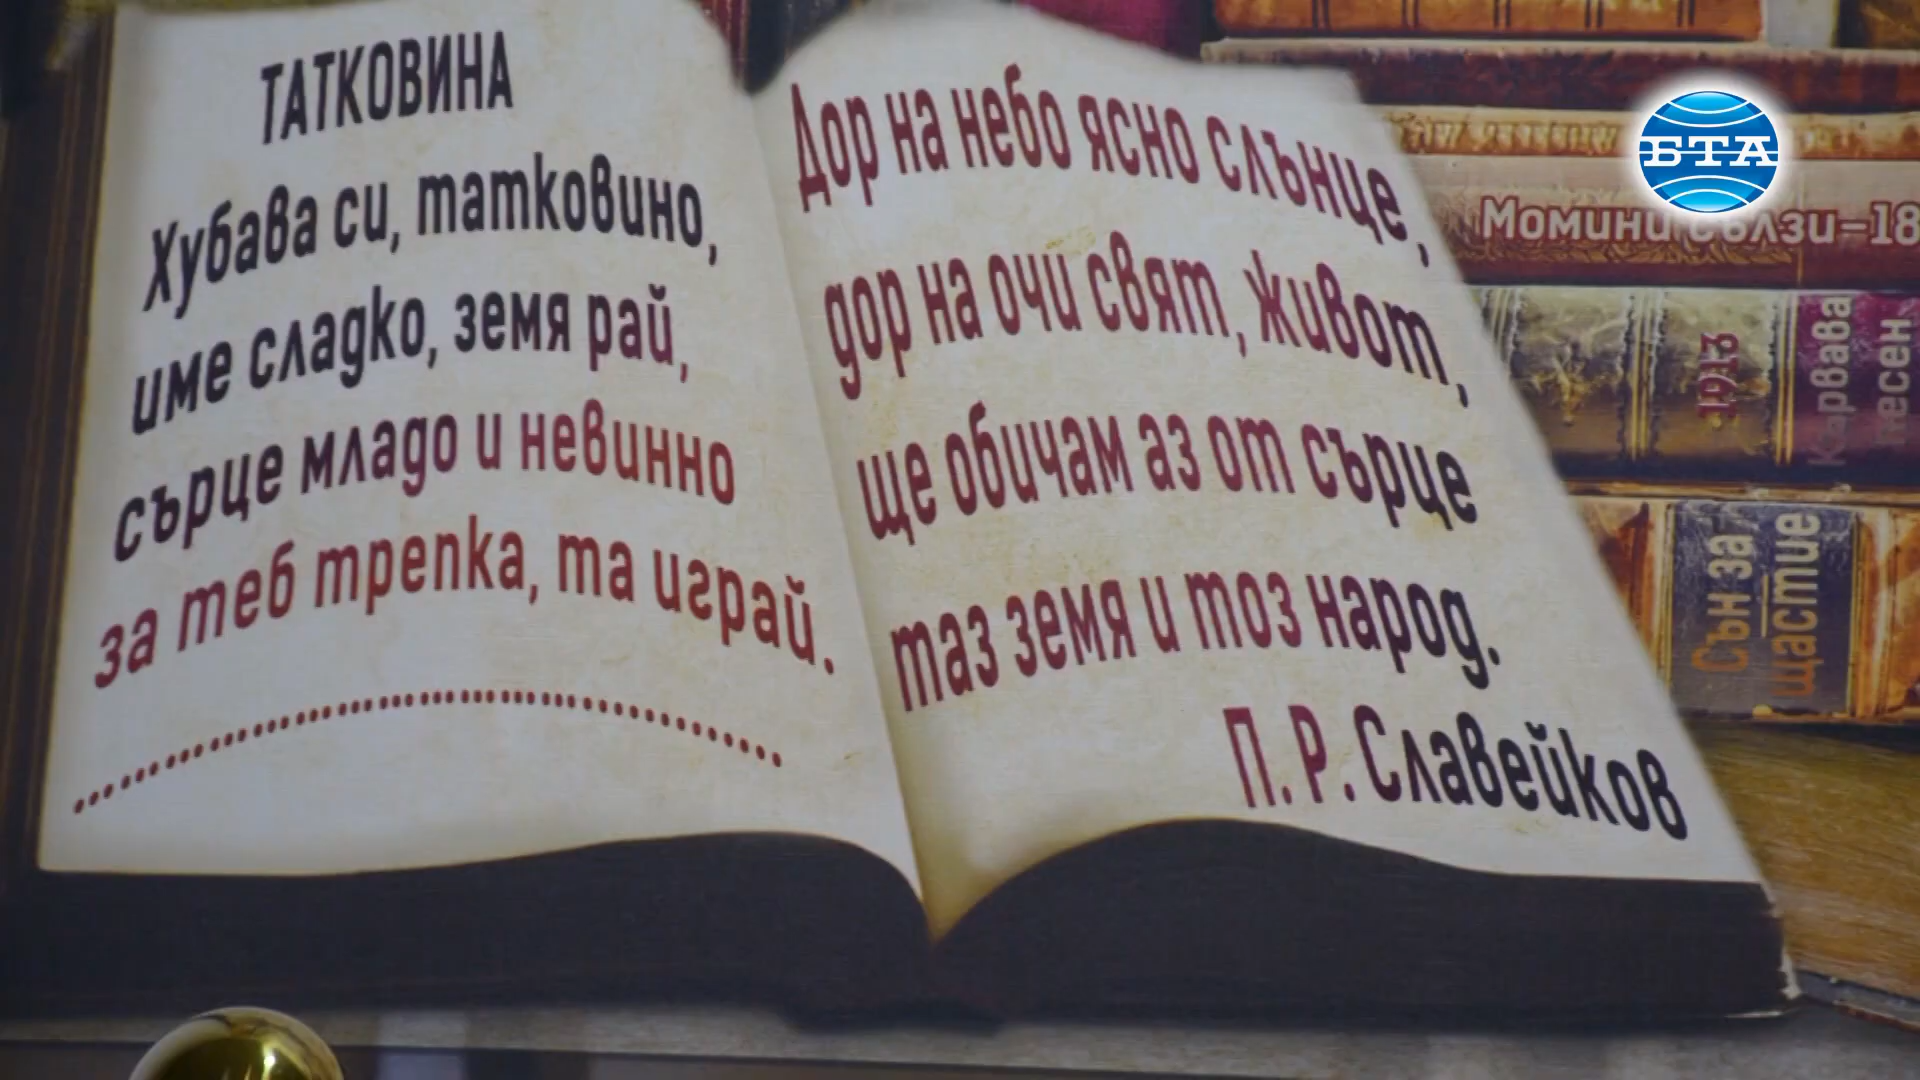 ТАТКОВИНА
Хубава си, татковино,
име сладко, земя рай,
сърце младо и невинно
за теб трепка, та играй.
Дор на небо ясно слънце,
дор на очи свят, живот,
ще обичам аз от сърце
таз земя и тоз народ.
П. Р. Славейков
БТА
Момини сълзи-18
1913
Кървава
песен
Сън за
щастие